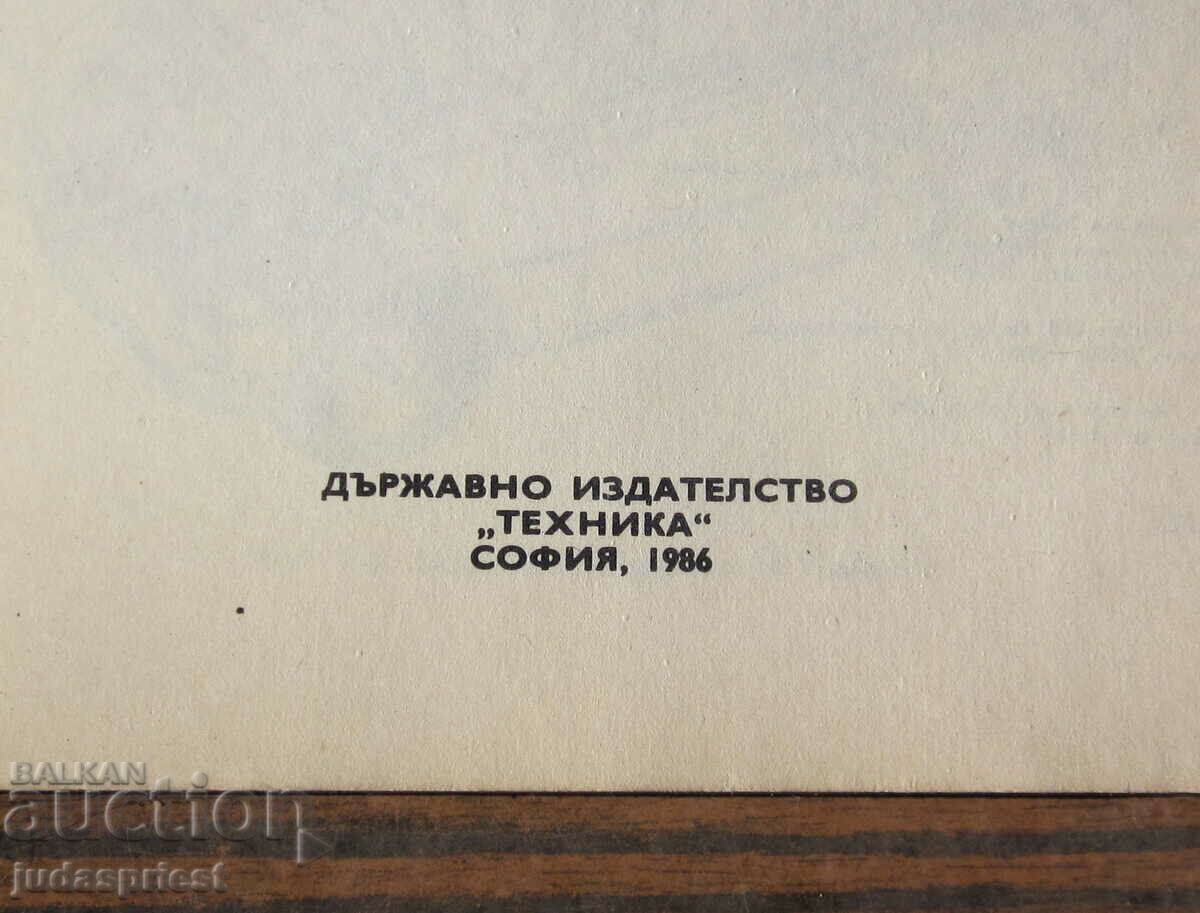 ДЪРЖАВНО ИЗДАТЕЛСТВО
„ТЕХНИКА“
СОФИЯ, 1986
BALKAN
auction
judaspriest